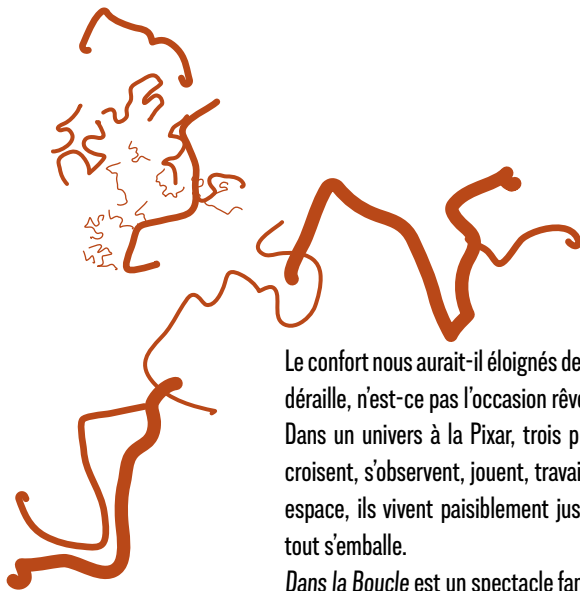 Le confort nous aurait-il éloignés de
déraille, n'est-ce pas l'occasion rêv
Dans un univers à la Pixar, trois p
croisent, s'observent, jouent, travai
espace, ils vivent paisiblement jus
tout s'emballe.
Dans la Boucle est un spectacle fan